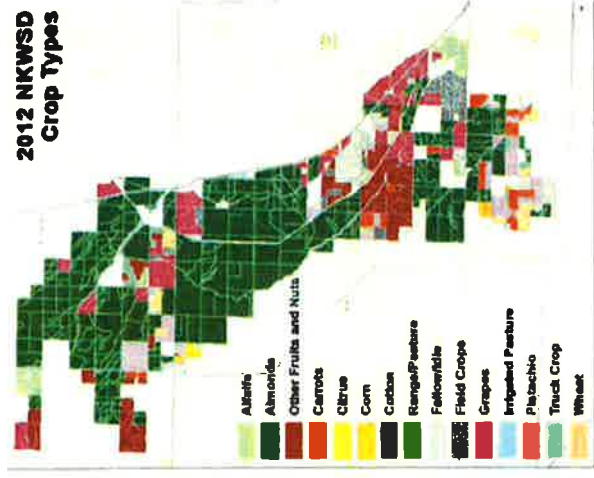 2012 NKWSD
Crop Types
Alfalfa
Almonds
Other Fruits and Nuts
Carrots
Citrus
Corn
Cotton
Range/Pasture
Fallow/Idle
Field Crops
Grapes
Irrigated Pasture
Pistachio
Truck Crop
Wheat